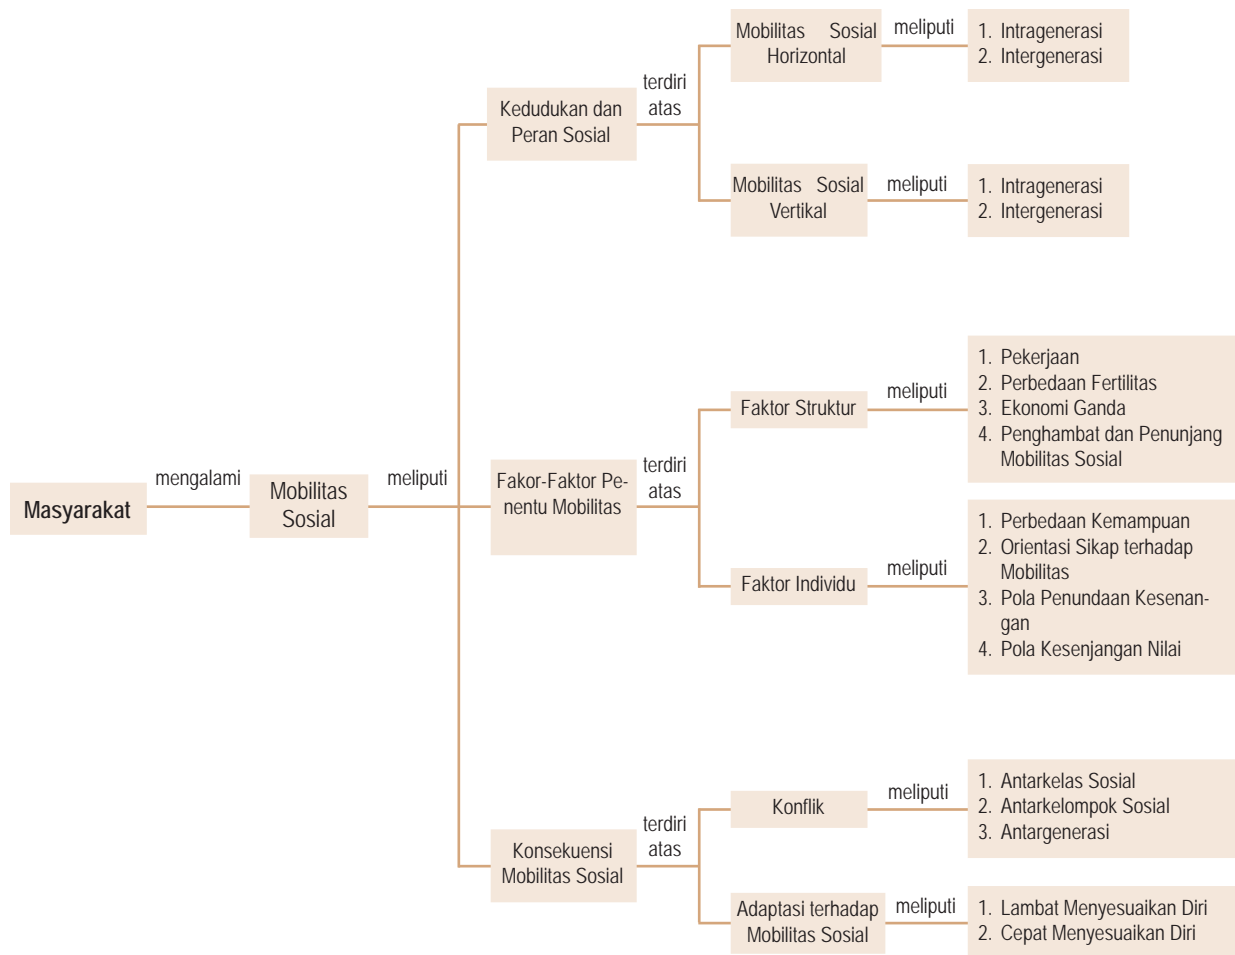 Masyarakat
mengalami
Mobilitas
Sosial
meliputi
Kedudukan dan
Peran Sosial
terdiri
atas
Mobilitas Sosial
Horizontal
meliputi
1. Intragenerasi
2. Intergenerasi
Mobilitas Sosial
Vertikal
meliputi
1. Intragenerasi
2. Intergenerasi
Fakor-Faktor Pe-
nentu Mobilitas
terdiri
atas
Faktor Struktur
meliputi
1. Pekerjaan
2. Perbedaan Fertilitas
3. Ekonomi Ganda
4. Penghambat dan Penunjang
Mobilitas Sosial
Faktor Individu
meliputi
1. Perbedaan Kemampuan
2. Orientasi Sikap terhadap
Mobilitas
3. Pola Penundaan Kesenan-
gan
4. Pola Kesenjangan Nilai
Konsekuensi
Mobilitas Sosial
terdiri
atas
Konflik
meliputi
1. Antarkelas Sosial
2. Antarkelompok Sosial
3. Antargenerasi
Adaptasi terhadap
Mobilitas Sosial
meliputi
1. Lambat Menyesuaikan Diri
2. Cepat Menyesuaikan Diri